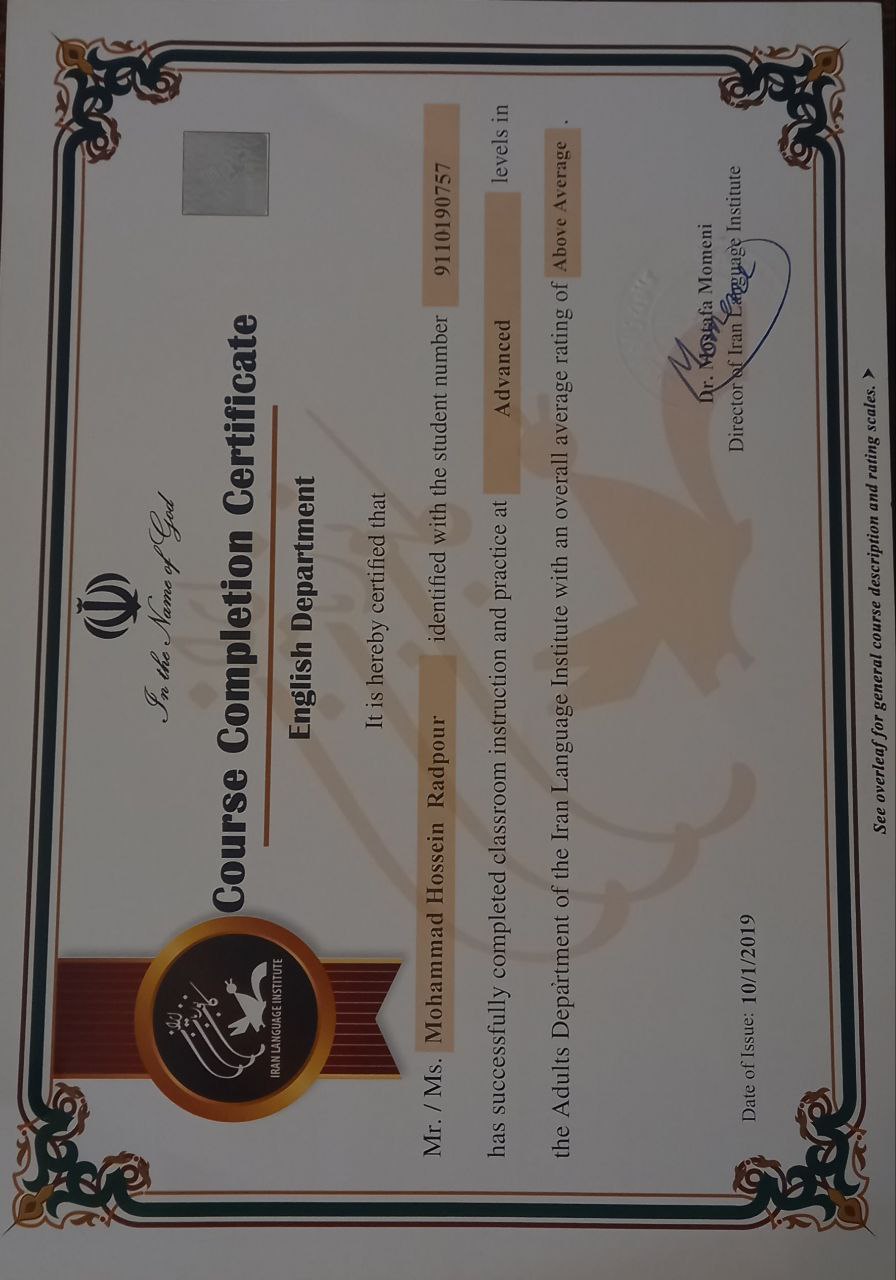 In the Name of God
Course Completion Certificate
English Department
IRAN LANGUAGE INSTITUTE
It is hereby certified that
Mr. / Ms. Mohammad Hossein Radpour identified with the student number 9110190757
has successfully completed classroom instruction and practice at Advanced levels in
the Adults Department of the Iran Language Institute with an overall average rating of Above Average .
Dr. Mostafa Momeni
Director of Iran Language Institute
Date of Issue: 10/1/2019
See overleaf for general course description and rating scales.